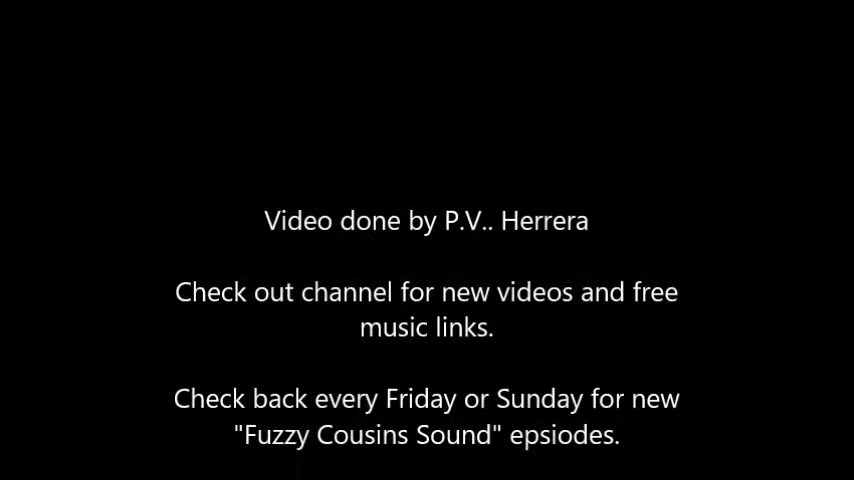 Video done by P.V.. Herrera
Check out channel for new videos and free
music links.
Check back every Friday or Sunday for new
"Fuzzy Cousins Sound" epsiodes.